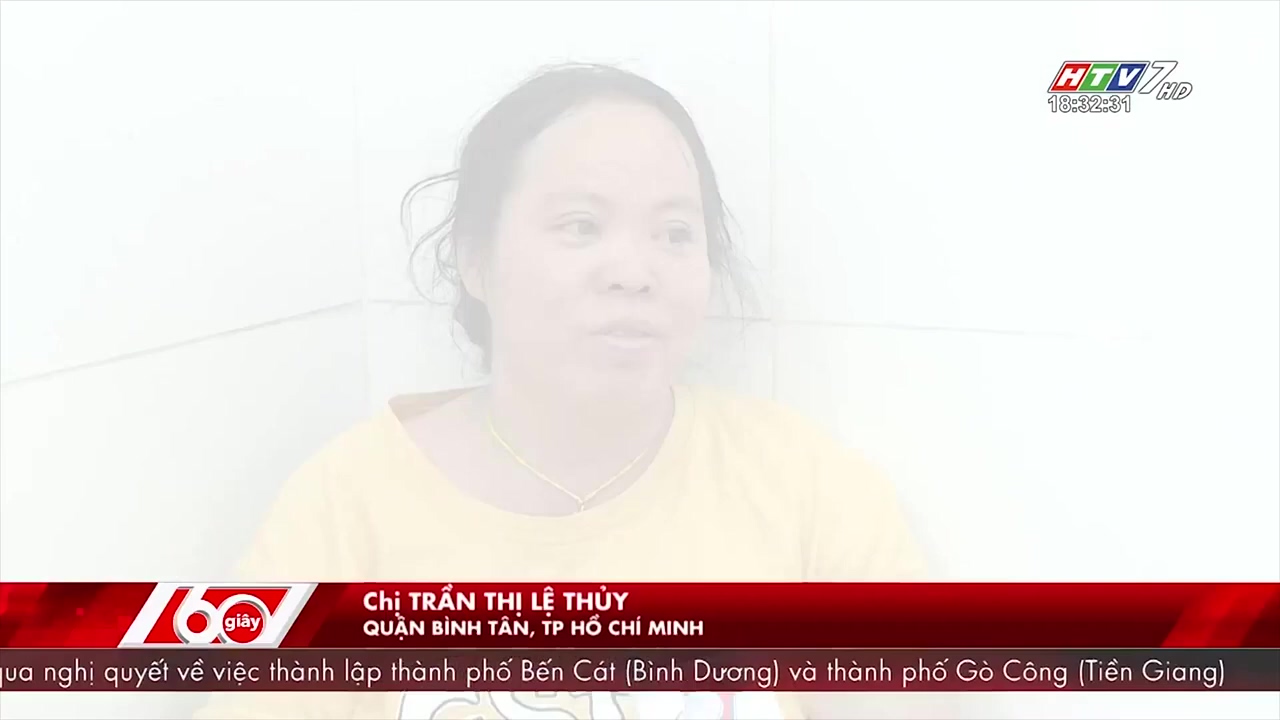 HTV7 HD
18:32:31
60 giây
Chị TRẦN THỊ LỆ THỦY
QUẬN BÌNH TÂN, TP HỒ CHÍ MINH
qua nghị quyết về việc thành lập thành phố Bến Cát (Bình Dương) và thành phố Gò Công (Tiền Giang)